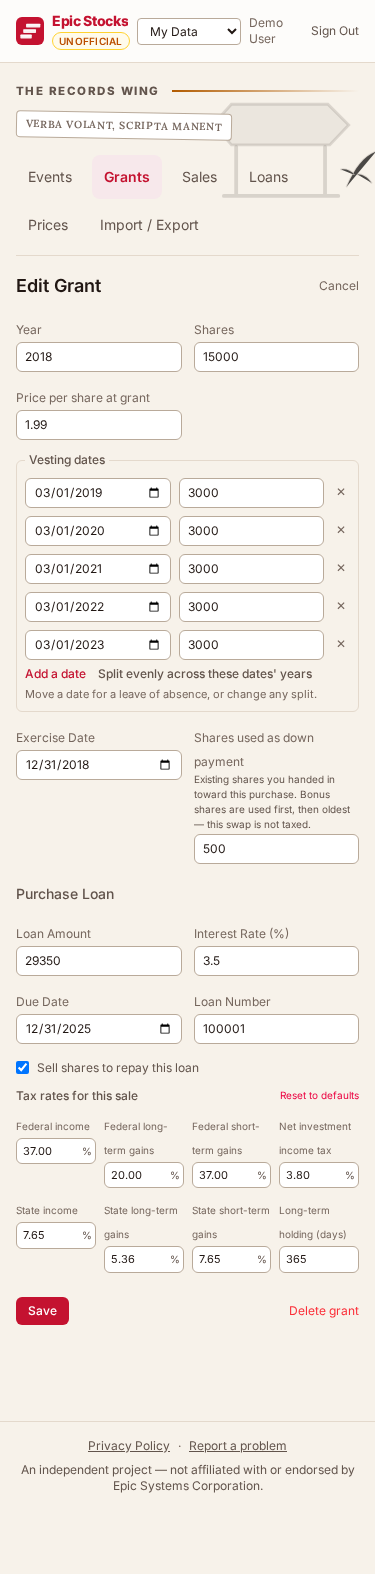 Epic Stocks
UNOFFICIAL
My Data
Demo User
Sign Out
THE RECORDS WING
VERBA VOLANT, SCRIPTA MANENT
Events Grants Sales Loans
Prices Import / Export
Edit Grant Cancel
Year Shares
2018 15000
Price per share at grant
1.99
Vesting dates
03/01/2019 3000 ×
03/01/2020 3000 ×
03/01/2021 3000 ×
03/01/2022 3000 ×
03/01/2023 3000 ×
Add a date Split evenly across these dates' years
Move a date for a leave of absence, or change any split.
Exercise Date
12/31/2018
Shares used as down
payment
Existing shares you handed in
toward this purchase. Bonus
shares are used first, then oldest
— this swap is not taxed.
500
Purchase Loan
Loan Amount Interest Rate (%)
29350 3.5
Due Date Loan Number
12/31/2025 100001
Sell shares to repay this loan
Tax rates for this sale Reset to defaults
Federal income
37.00 %
Federal long-
term gains
20.00 %
Federal short-
term gains
37.00 %
Net investment
income tax
3.80 %
State income
7.65 %
State long-term
gains
5.36 %
State short-term
gains
7.65 %
Long-term
holding (days)
365
Save Delete grant
Privacy Policy · Report a problem
An independent project — not affiliated with or endorsed by
Epic Systems Corporation.